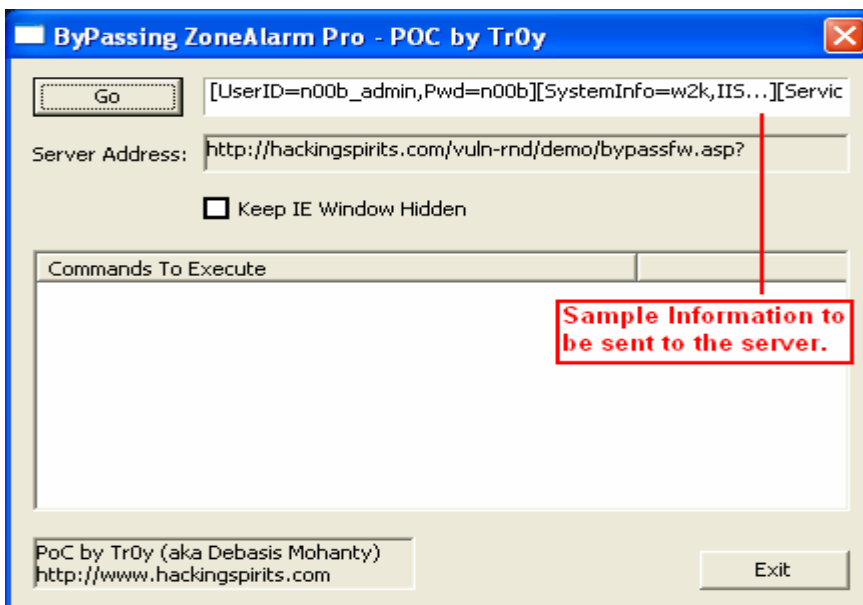 ByPassing ZoneAlarm Pro - POC by Tr0y
Go
[UserID=n00b_admin,Pwd=n00b][SystemInfo=w2k,IIS...][Servic
Server Address:
http://hackingspirits.com/vuln-rnd/demo/bypassfw.asp?
Keep IE Window Hidden
Commands To Execute
Sample Information to
be sent to the server.
PoC by Tr0y (aka Debasis Mohanty)
http://www.hackingspirits.com
Exit